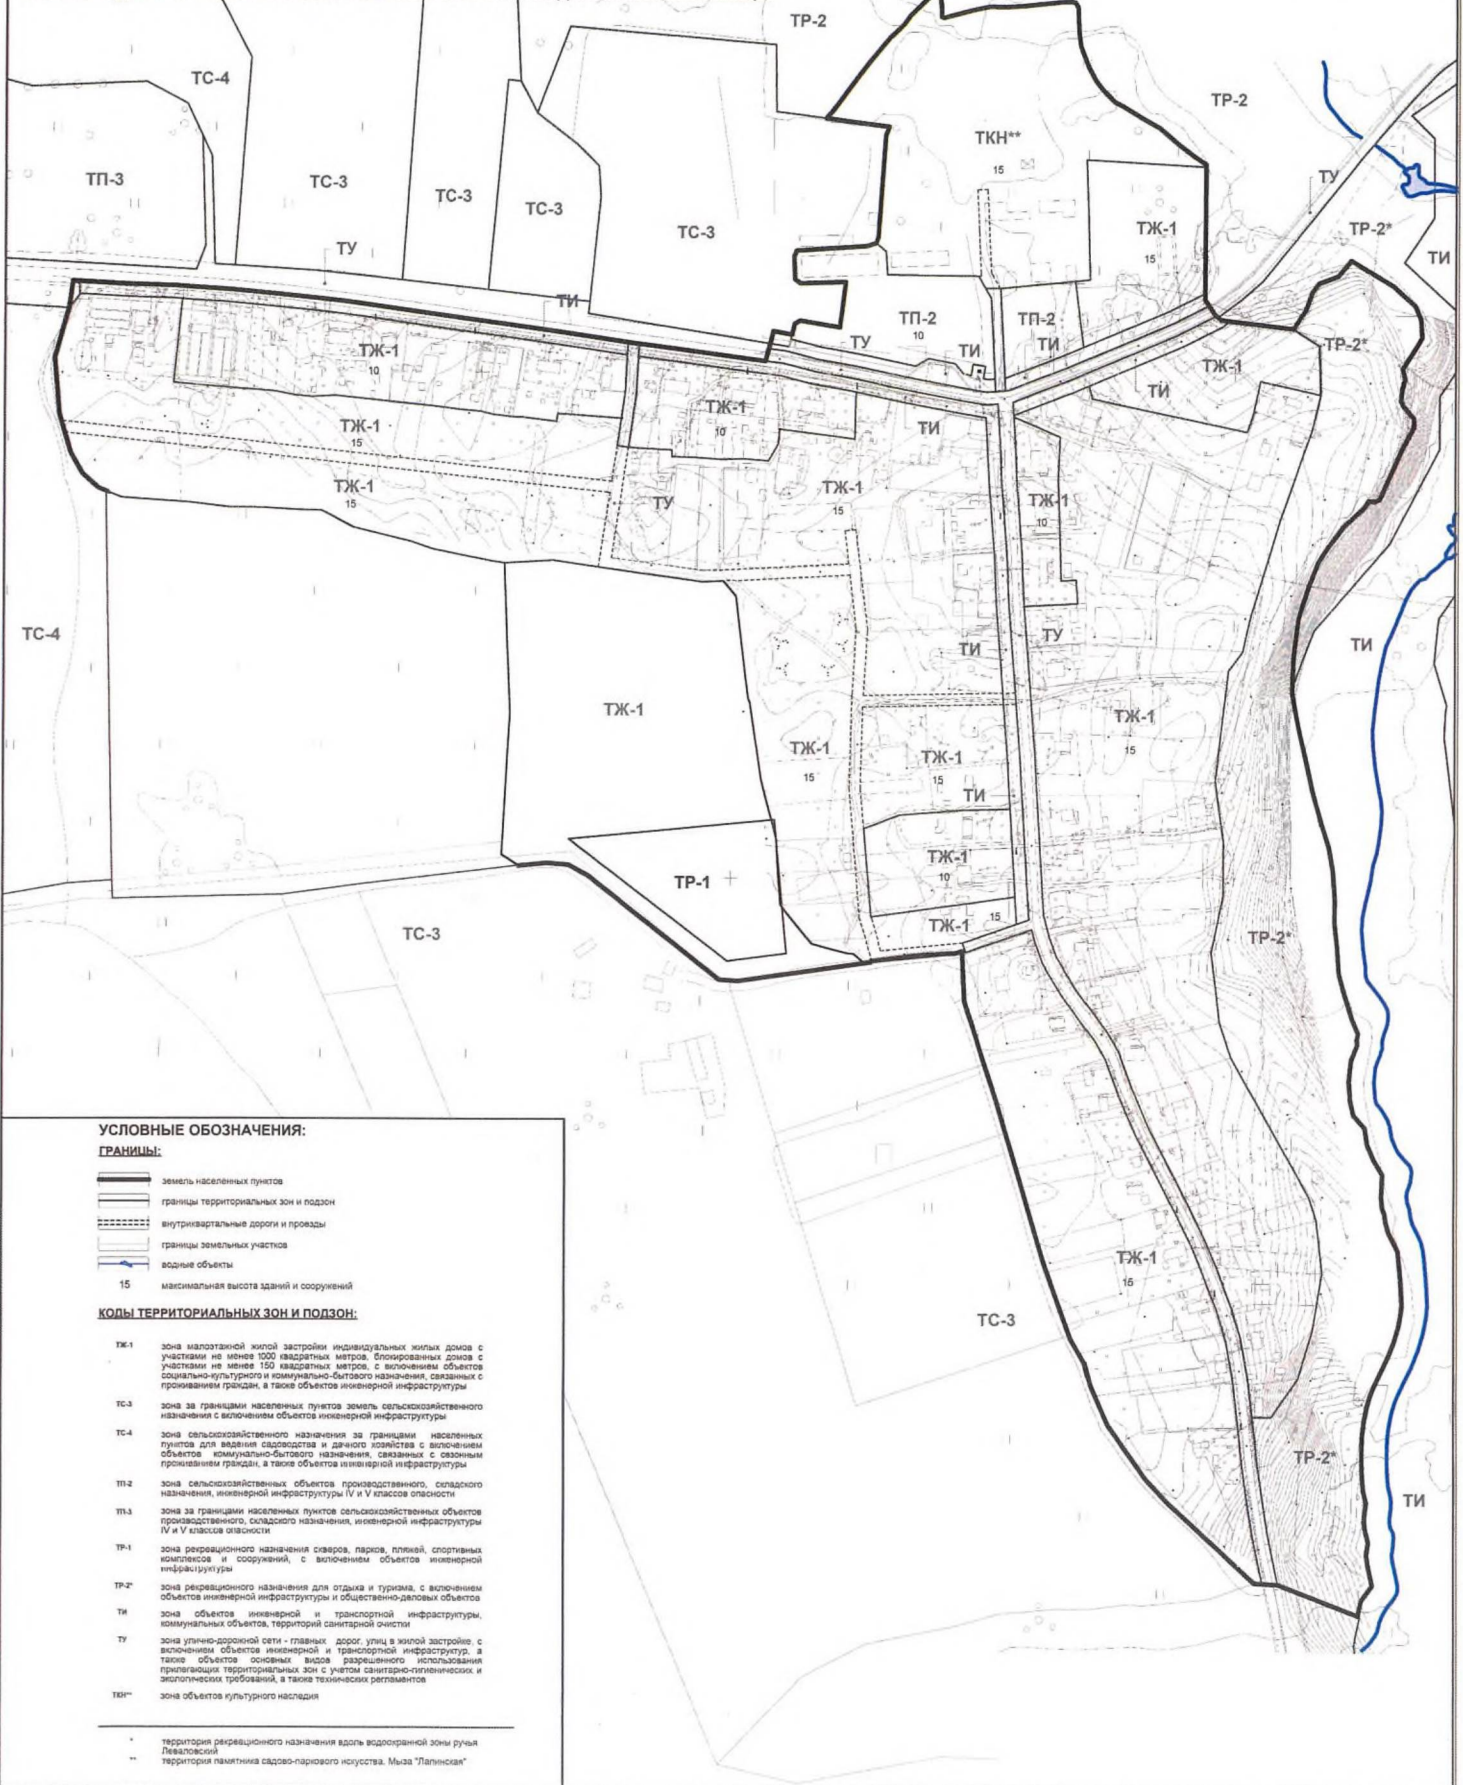 ТР-2
ТС-4
ТР-2
ТКН**
15
ТП-3
ТС-3
ТС-3
ТС-3
ТУ
ТС-3
ТЖ-1
15
ТР-2*
ТУ
ТИ
ТИ
ТП-2
10
ТП-2
ТУ
ТИ
ТИ
ТР-2*
ТЖ-1
10
ТЖ-1
ТИ
ТЖ-1
10
ТЖ-1
15
ТИ
ТЖ-1
15
ТЖ-1
15
ТУ
ТЖ-1
10
ТС-4
ТУ
ТИ
ТИ
ТЖ-1
ТЖ-1
15
ТЖ-1
15
ТЖ-1
15
ТИ
ТЖ-1
10
ТР-1
ТЖ-1
15
ТС-3
ТР-2*
ТЖ-1
15
ТС-3
ТР-2*
ТИ
УСЛОВНЫЕ ОБОЗНАЧЕНИЯ:
ГРАНИЦЫ:
земель населенных пунктов
границы территориальных зон и подзон
внутриквартальные дороги и проезды
границы земельных участков
водные объекты
15 максимальная высота зданий и сооружений
КОДЫ ТЕРРИТОРИАЛЬНЫХ ЗОН И ПОДЗОН:
ТЖ-1 зона малоэтажной жилой застройки индивидуальных жилых домов с
участками не менее 1000 квадратных метров, блокированных домов с
участками не менее 150 квадратных метров, с включением объектов
социально-культурного и коммунально-бытового назначения, связанных с
проживанием граждан, а также объектов инженерной инфраструктуры
ТС-3 зона за границами населенных пунктов земель сельскохозяйственного
назначения с включением объектов инженерной инфраструктуры
ТС-4 зона сельскохозяйственного назначения за границами населенных
пунктов для ведения садоводства и дачного хозяйства с включением
объектов коммунально-бытового назначения, связанных с сезонным
проживанием граждан, а также объектов инженерной инфраструктуры
ТП-2 зона сельскохозяйственных объектов производственного, складского
назначения, инженерной инфраструктуры IV и V классов опасности
ТП-3 зона за границами населенных пунктов сельскохозяйственных объектов
производственного, складского назначения, инженерной инфраструктуры
IV и V классов опасности
ТР-1 зона рекреационного назначения скверов, парков, пляжей, спортивных
комплексов и сооружений, с включением объектов инженерной
инфраструктуры
ТР-2* зона рекреационного назначения для отдыха и туризма, с включением
объектов инженерной инфраструктуры и общественно-деловых объектов
ТИ зона объектов инженерной и транспортной инфраструктуры,
коммунальных объектов, территорий санитарной очистки
ТУ зона улично-дорожной сети - главных дорог, улиц в жилой застройке, с
включением объектов инженерной и транспортной инфраструктур, а
также объектов основных видов разрешенного использования
прилегающих территориальных зон с учетом санитарно-гигиенических и
экологических требований, а также технических регламентов
ТКН** зона объектов культурного наследия
* территория рекреационного назначения вдоль водоохранной зоны ручья
Леваловский
** территория памятника садово-паркового искусства. Мыза "Лапинская"